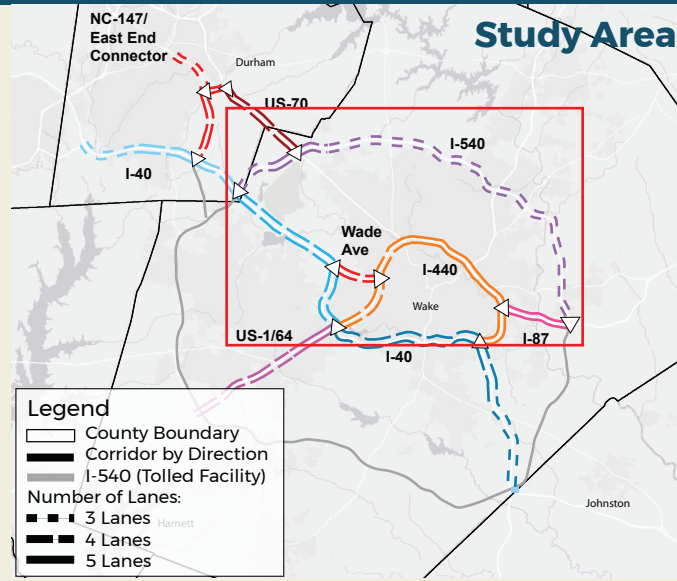 Study Area
NC-147/
East End
Connector
Durham
US-70
I-540
I-40
Wade
Ave
I-440
Wake
US-1/64
I-40
I-87
Legend
County Boundary
Corridor by Direction
I-540 (Tolled Facility)
Number of Lanes:
3 Lanes
Harnett
4 Lanes
5 Lanes
Johnston